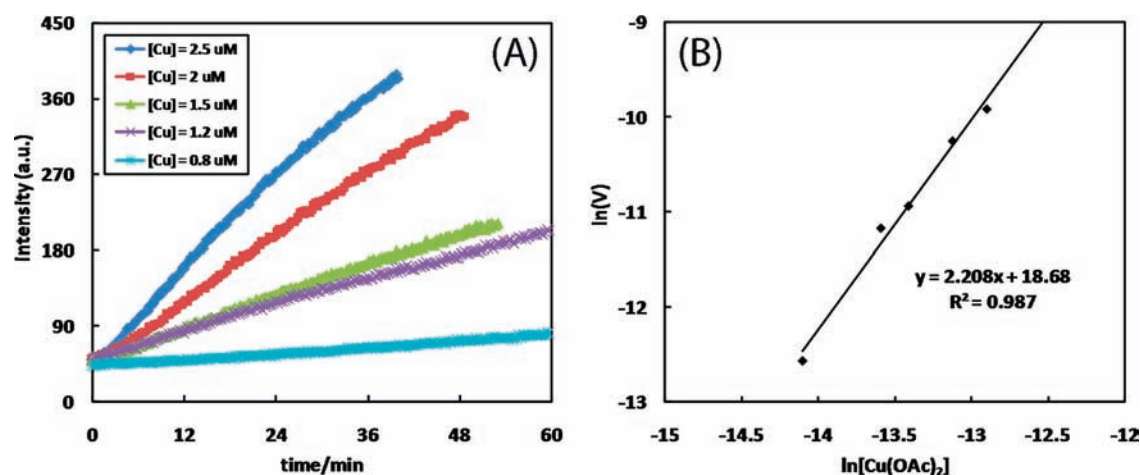 450
360
270
180
90
0
Intensity (a.u.)
[Cu] = 2.5 uM
[Cu] = 2 uM
[Cu] = 1.5 uM
[Cu] = 1.2 uM
[Cu] = 0.8 uM
(A)
0 12 24 36 48 60
time/min
(B)
-9
-10
-11
-12
-13
ln(V)
y = 2.208x + 18.68
R² = 0.987
-15 -14.5 -14 -13.5 -13 -12.5 -12
ln[Cu(OAc)₂]